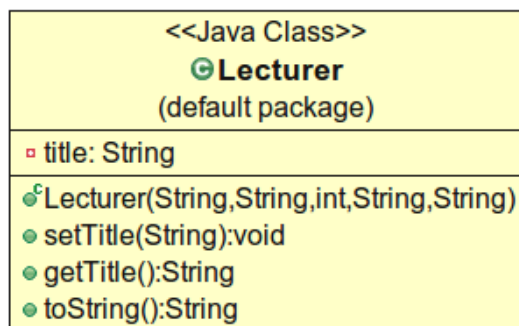 <<Java Class>>
Lecturer
(default package)
title: String
Lecturer(String,String,int,String,String)
setTitle(String):void
getTitle():String
toString():String